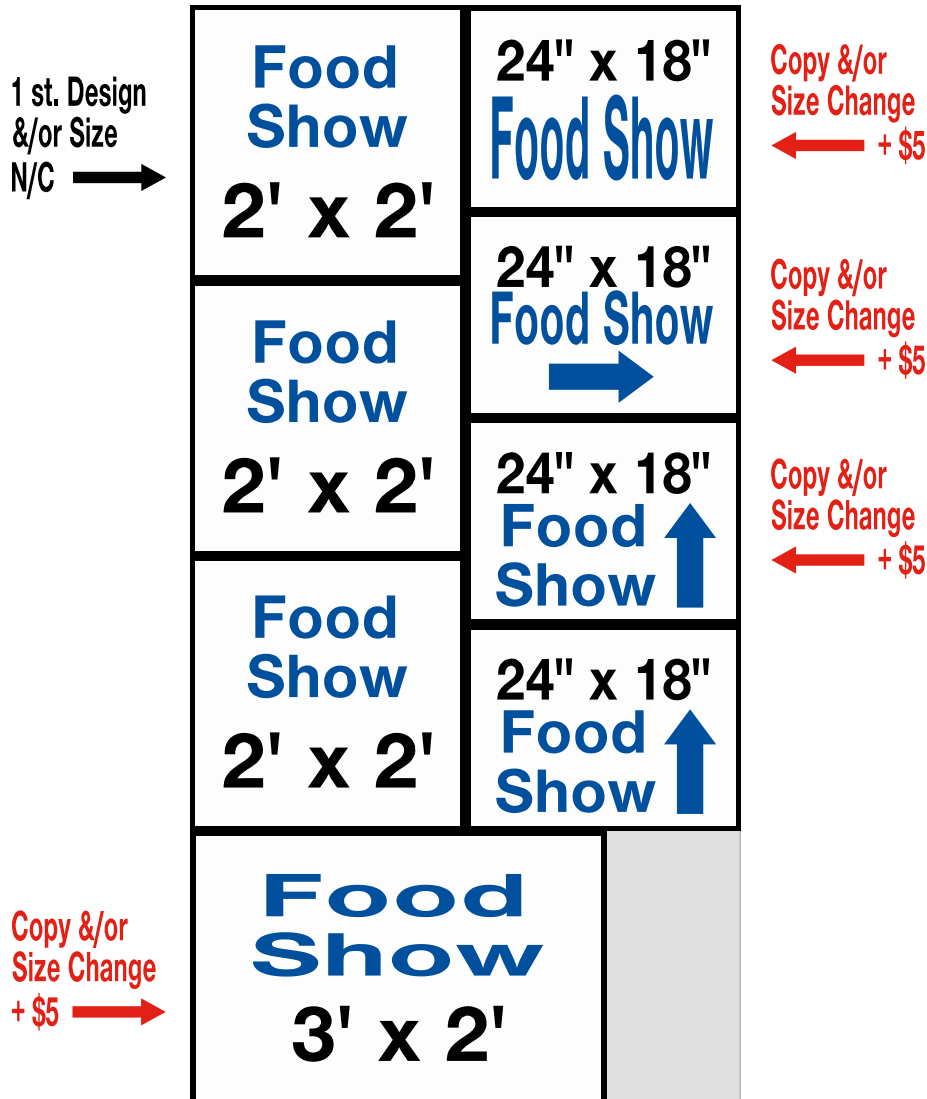 1 st. Design
&/or Size
N/C
Food
Show
2' x 2'
24" x 18"
Food Show
Copy &/or
Size Change
+ $5
24" x 18"
Food Show
Copy &/or
Size Change
+ $5
Food
Show
2' x 2'
24" x 18"
Food
Show
Copy &/or
Size Change
+ $5
Food
Show
2' x 2'
24" x 18"
Food
Show
Copy &/or
Size Change
+ $5
Food
Show
3' x 2'